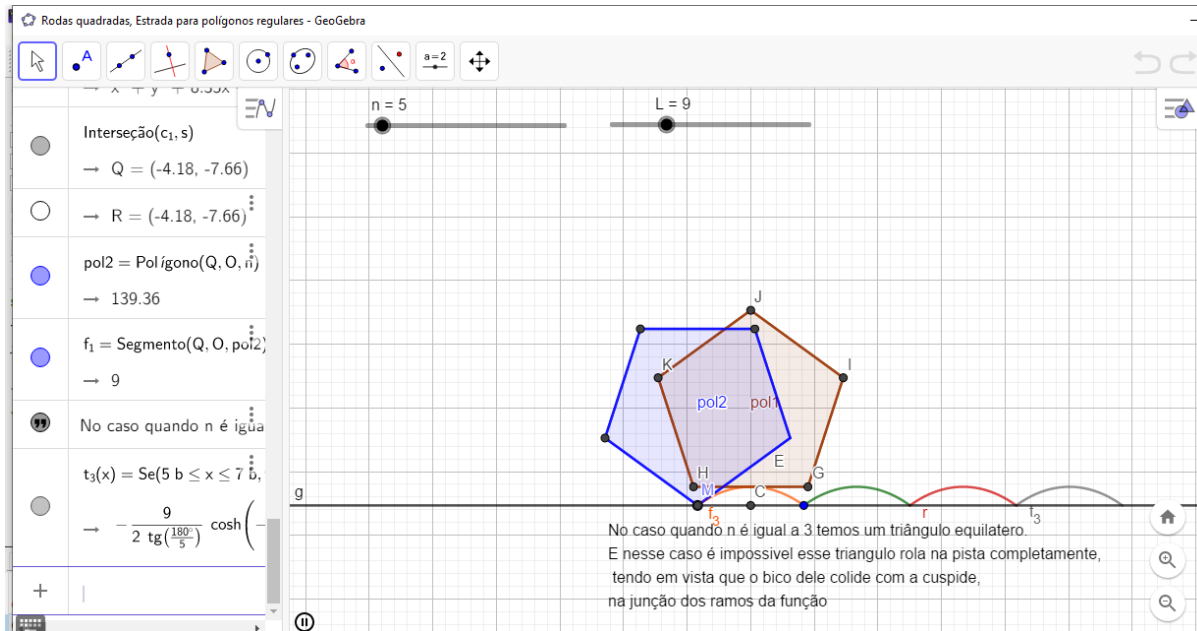 Rodas quadradas, Estrada para polígonos regulares - GeoGebra
A
a=2
Interseção(c₁, s)
→ Q = (-4.18, -7.66)
→ R = (-4.18, -7.66)
pol2 = Polígono(Q, O, n)
→ 139.36
f₁ = Segmento(Q, O, pol2)
→ 9
No caso quando n é igua
t₃(x) = Se(5 b ≤ x ≤ 7 b,
→ - 9 / 2 tg(180°/5) cosh(-
+
n = 5
L = 9
J
K
I
pol2
pol1
E
H
G
M
C
g
f₃
r
t₃
No caso quando n é igual a 3 temos um triângulo equilatero.
E nesse caso é impossivel esse triangulo rola na pista completamente,
tendo em vista que o bico dele colide com a cuspide,
na junção dos ramos da função